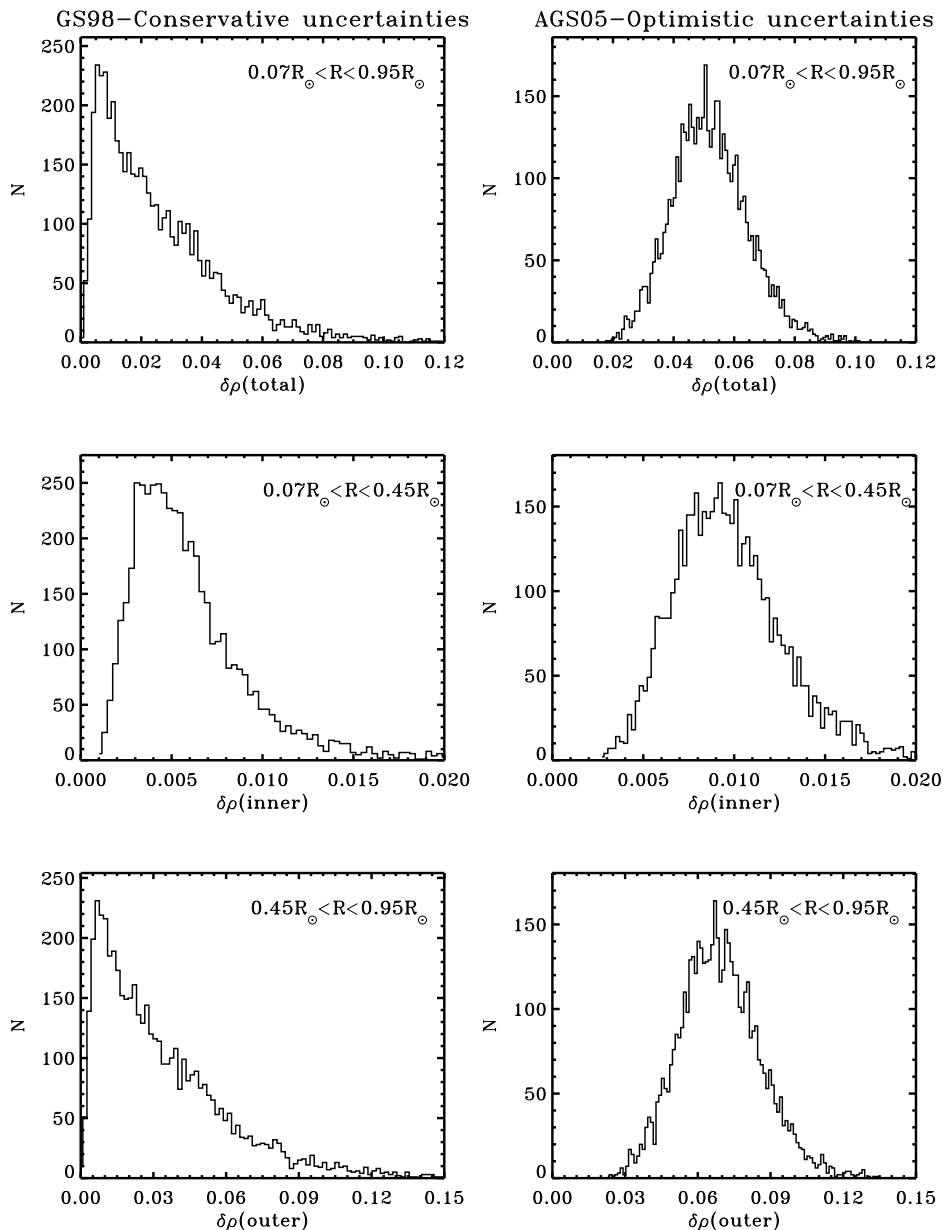 GS98−Conservative uncertainties
AGS05−Optimistic uncertainties
0.07R⊙<R<0.95R⊙
250
200
150
100
50
0
N
0.00 0.02 0.04 0.06 0.08 0.10 0.12
δρ(total)
0.07R⊙<R<0.95R⊙
150
100
50
0
N
0.00 0.02 0.04 0.06 0.08 0.10 0.12
δρ(total)
0.07R⊙<R<0.45R⊙
250
200
150
100
50
0
N
0.000 0.005 0.010 0.015 0.020
δρ(inner)
0.07R⊙<R<0.45R⊙
150
100
50
0
N
0.000 0.005 0.010 0.015 0.020
δρ(inner)
0.45R⊙<R<0.95R⊙
250
200
150
100
50
0
N
0.00 0.03 0.06 0.09 0.12 0.15
δρ(outer)
0.45R⊙<R<0.95R⊙
150
100
50
0
N
0.00 0.03 0.06 0.09 0.12 0.15
δρ(outer)